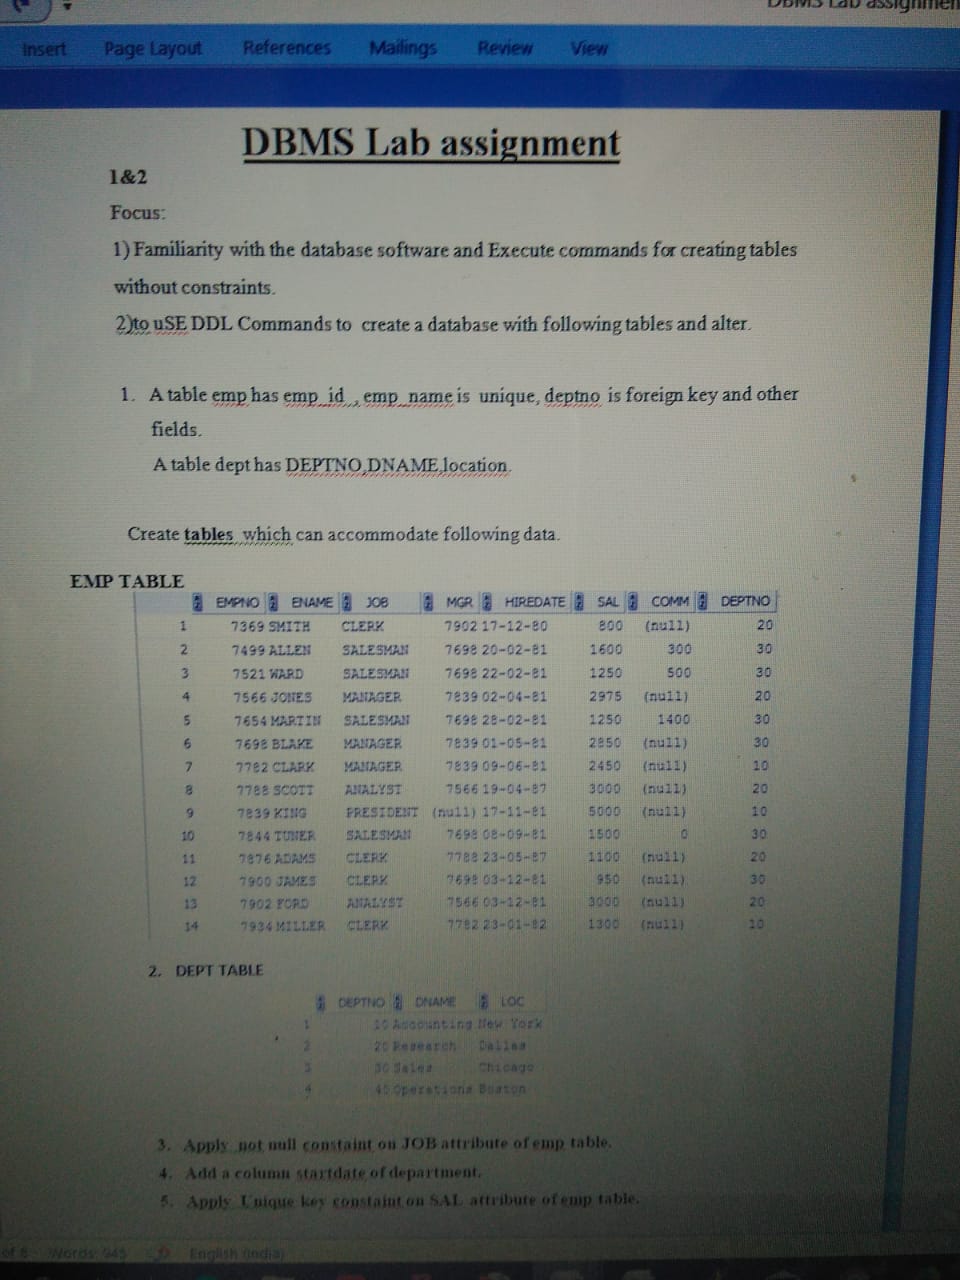 DBMS Lab assignmen
Insert Page Layout References Mailings Review View
DBMS Lab assignment
1&2
Focus:
1) Familiarity with the database software and Execute commands for creating tables
without constraints.
2)to uSE DDL Commands to create a database with following tables and alter.
1. A table emp has emp_id , emp_name is unique, deptno is foreign key and other
fields.
A table dept has DEPTNO,DNAME,location.
Create tables which can accommodate following data.
EMP TABLE
EMPNO ENAME JOB MGR HIREDATE SAL COMM DEPTNO
1 7369 SMITH CLERK 7902 17-12-80 800 (null) 20
2 7499 ALLEN SALESMAN 7698 20-02-81 1600 300 30
3 7521 WARD SALESMAN 7698 22-02-81 1250 500 30
4 7566 JONES MANAGER 7839 02-04-81 2975 (null) 20
5 7654 MARTIN SALESMAN 7698 28-02-81 1250 1400 30
6 7698 BLAKE MANAGER 7839 01-05-81 2850 (null) 30
7 7782 CLARK MANAGER 7839 09-06-81 2450 (null) 10
8 7788 SCOTT ANALYST 7566 19-04-87 3000 (null) 20
9 7839 KING PRESIDENT (null) 17-11-81 5000 (null) 10
10 7844 TUNER SALESMAN 7698 08-09-81 1500 0 30
11 7876 ADAMS CLERK 7788 23-05-87 1100 (null) 20
12 7900 JAMES CLERK 7698 03-12-81 950 (null) 30
13 7902 FORD ANALYST 7566 03-12-81 3000 (null) 20
14 7934 MILLER CLERK 7782 23-01-82 1300 (null) 10
2. DEPT TABLE
DEPTNO DNAME LOC
1 10 Accounting New York
2 20 Research Dallas
3 30 Sales Chicago
4 40 Operations Boston
3. Apply not null constaint on JOB attribute of emp table.
4. Add a column startdate of department.
5. Apply Unique key constaint on SAL attribute of emp table.
of 8 Words: 945 English (India)